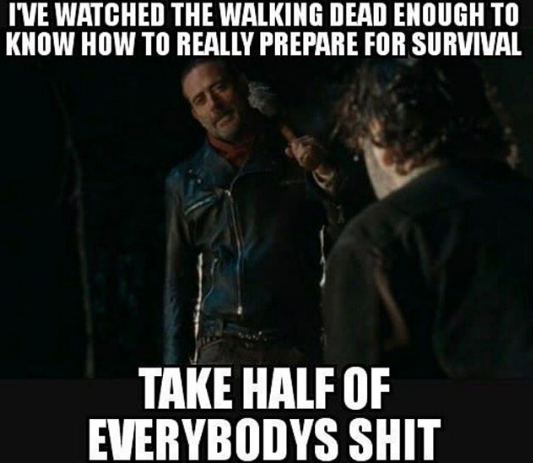 I'VE WATCHED THE WALKING DEAD ENOUGH TO
KNOW HOW TO REALLY PREPARE FOR SURVIVAL
TAKE HALF OF
EVERYBODYS SHIT